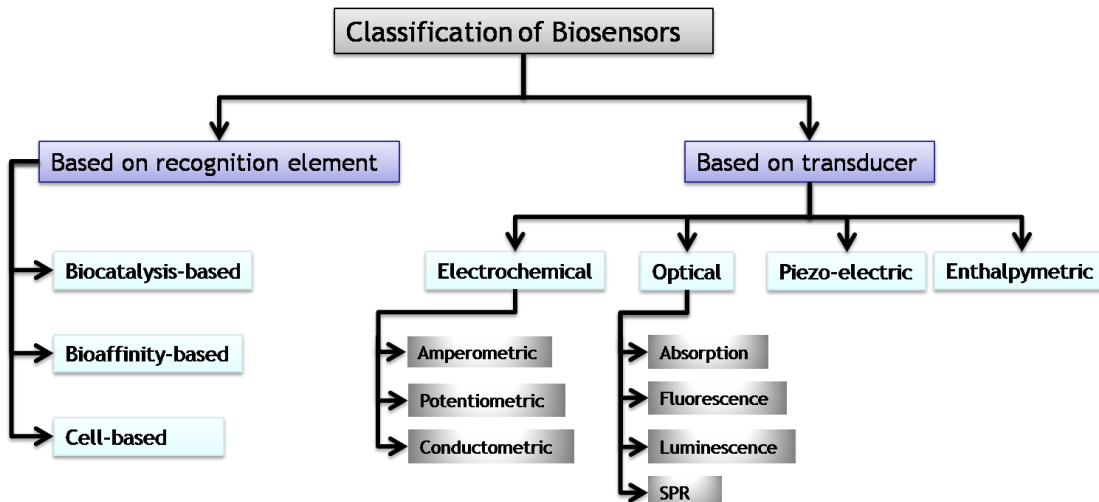 Classification of Biosensors
Based on recognition element
Based on transducer
Biocatalysis-based
Bioaffinity-based
Cell-based
Electrochemical
Optical
Piezo-electric
Enthalpymetric
Amperometric
Potentiometric
Conductometric
Absorption
Fluorescence
Luminescence
SPR